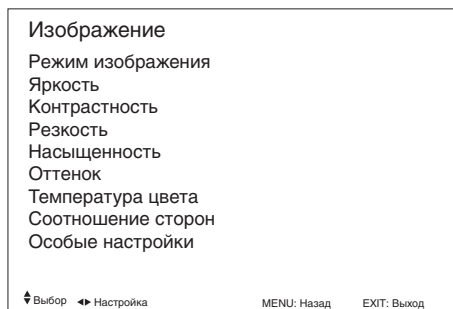 Изображение
Режим изображения
Яркость
Контрастность
Резкость
Насыщенность
Оттенок
Температура цвета
Соотношение сторон
Особые настройки
Выбор Настройка MENU: Назад EXIT: Выход